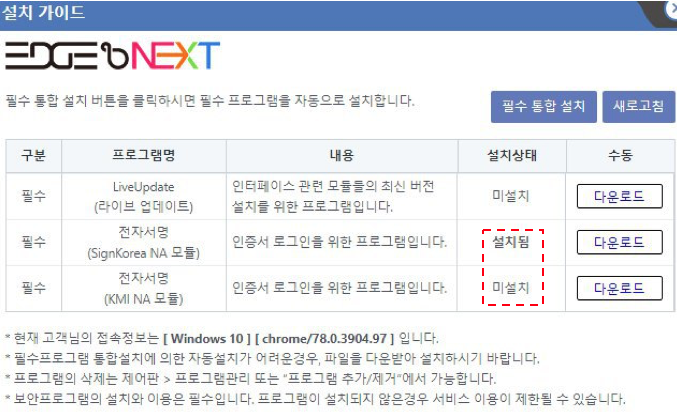 설치 가이드
EDGE&NEXT
필수 통합 설치 버튼을 클릭하시면 필수 프로그램을 자동으로 설치합니다.
필수 통합 설치 새로고침
구분 프로그램명 내용 설치상태 수동
필수 LiveUpdate (라이브 업데이트) 인터페이스 관련 모듈들의 최신 버전 설치를 위한 프로그램입니다. 미설치 다운로드
필수 전자서명 (SignKorea NA 모듈) 인증서 로그인을 위한 프로그램입니다. 설치됨 다운로드
필수 전자서명 (KMI NA 모듈) 인증서 로그인을 위한 프로그램입니다. 미설치 다운로드
* 현재 고객님의 접속정보는 [ Windows 10 ] [ chrome/78.0.3904.97 ] 입니다.
* 필수프로그램 통합설치에 의한 자동설치가 어려운경우, 파일을 다운받아 설치하시기 바랍니다.
* 프로그램의 삭제는 제어판 > 프로그램관리 또는 "프로그램 추가/제거"에서 가능합니다.
* 보안프로그램의 설치와 이용은 필수입니다. 프로그램이 설치되지 않은경우 서비스 이용이 제한될 수 있습니다.